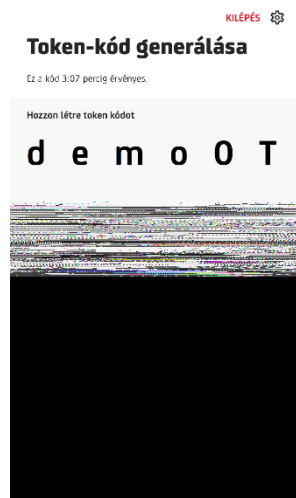 KILÉPÉS
Token-kód generálása
Ez a kód 3:07 percig érvényes.
Hozzon létre token kódot
d e m o 0 T